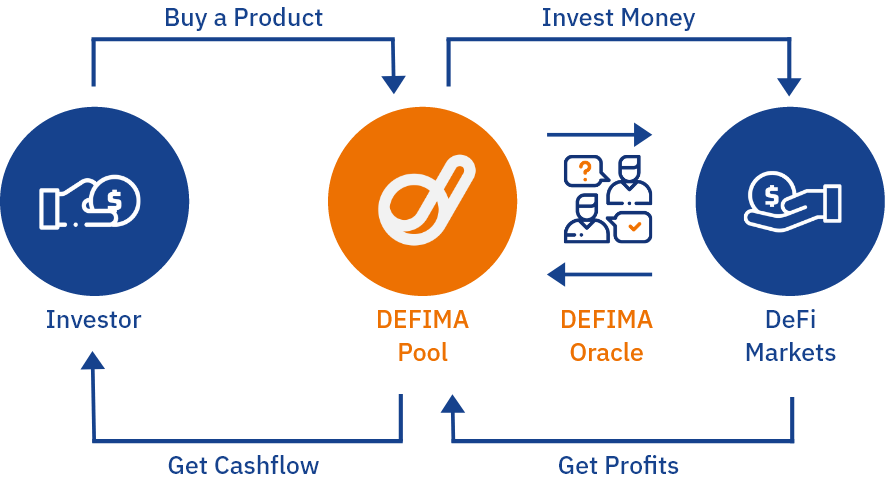 Buy a Product
Invest Money
$
?
$
Investor
DEFIMA
Pool
DEFIMA
Oracle
DeFi
Markets
Get Cashflow
Get Profits